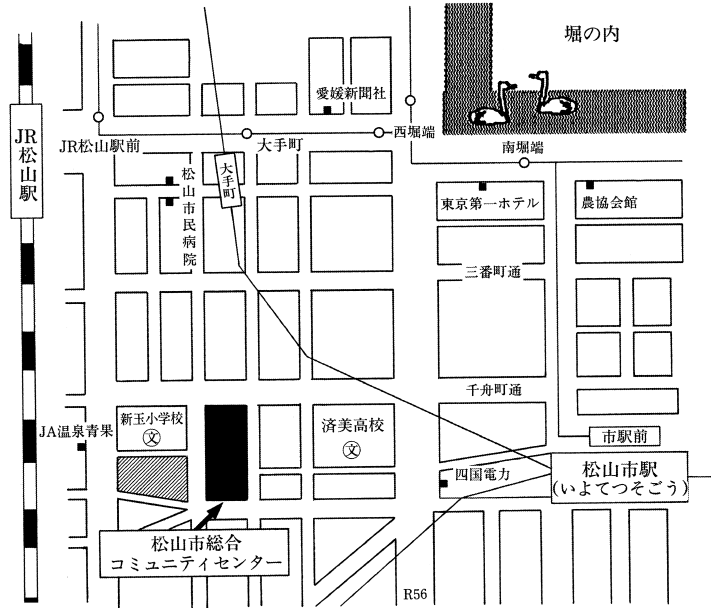 堀の内
愛媛新聞社
JR松山駅
JR松山駅前
大手町
西堀端
南堀端
大手町
松山市民病院
東京第一ホテル
農協会館
三番町通
千舟町通
新玉小学校
文
済美高校
文
JA温泉青果
市駅前
四国電力
松山市駅
(いよてつそごう)
松山市総合
コミュニティセンター
R56